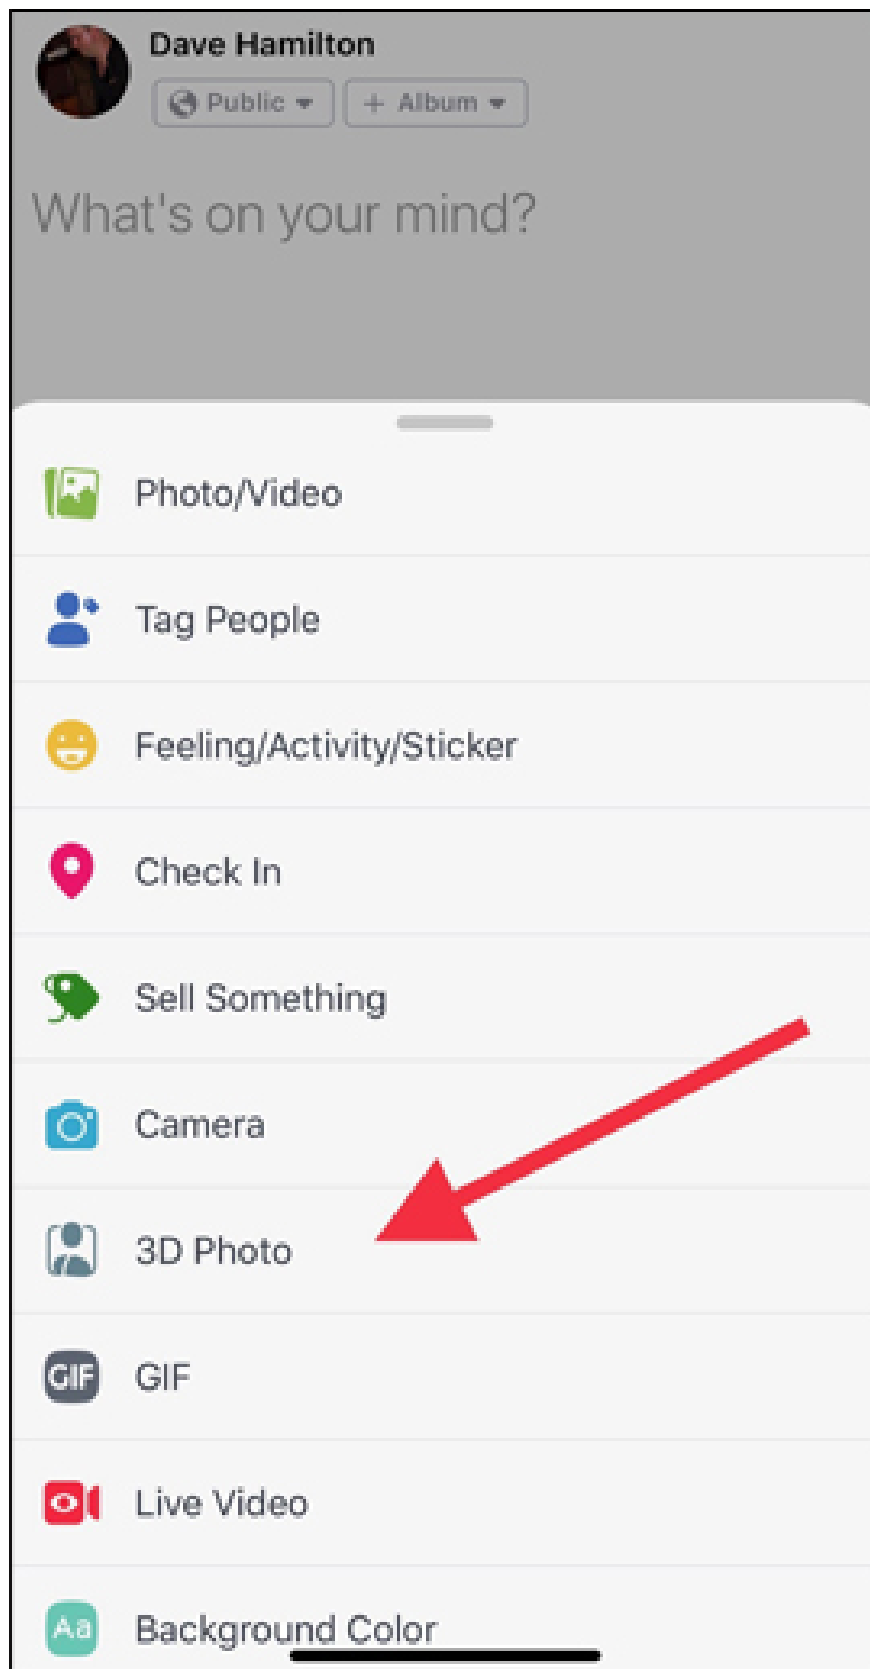 Dave Hamilton
Public + Album
What's on your mind?
Photo/Video
Tag People
Feeling/Activity/Sticker
Check In
Sell Something
Camera
3D Photo
GIF GIF
Live Video
Aa Background Color